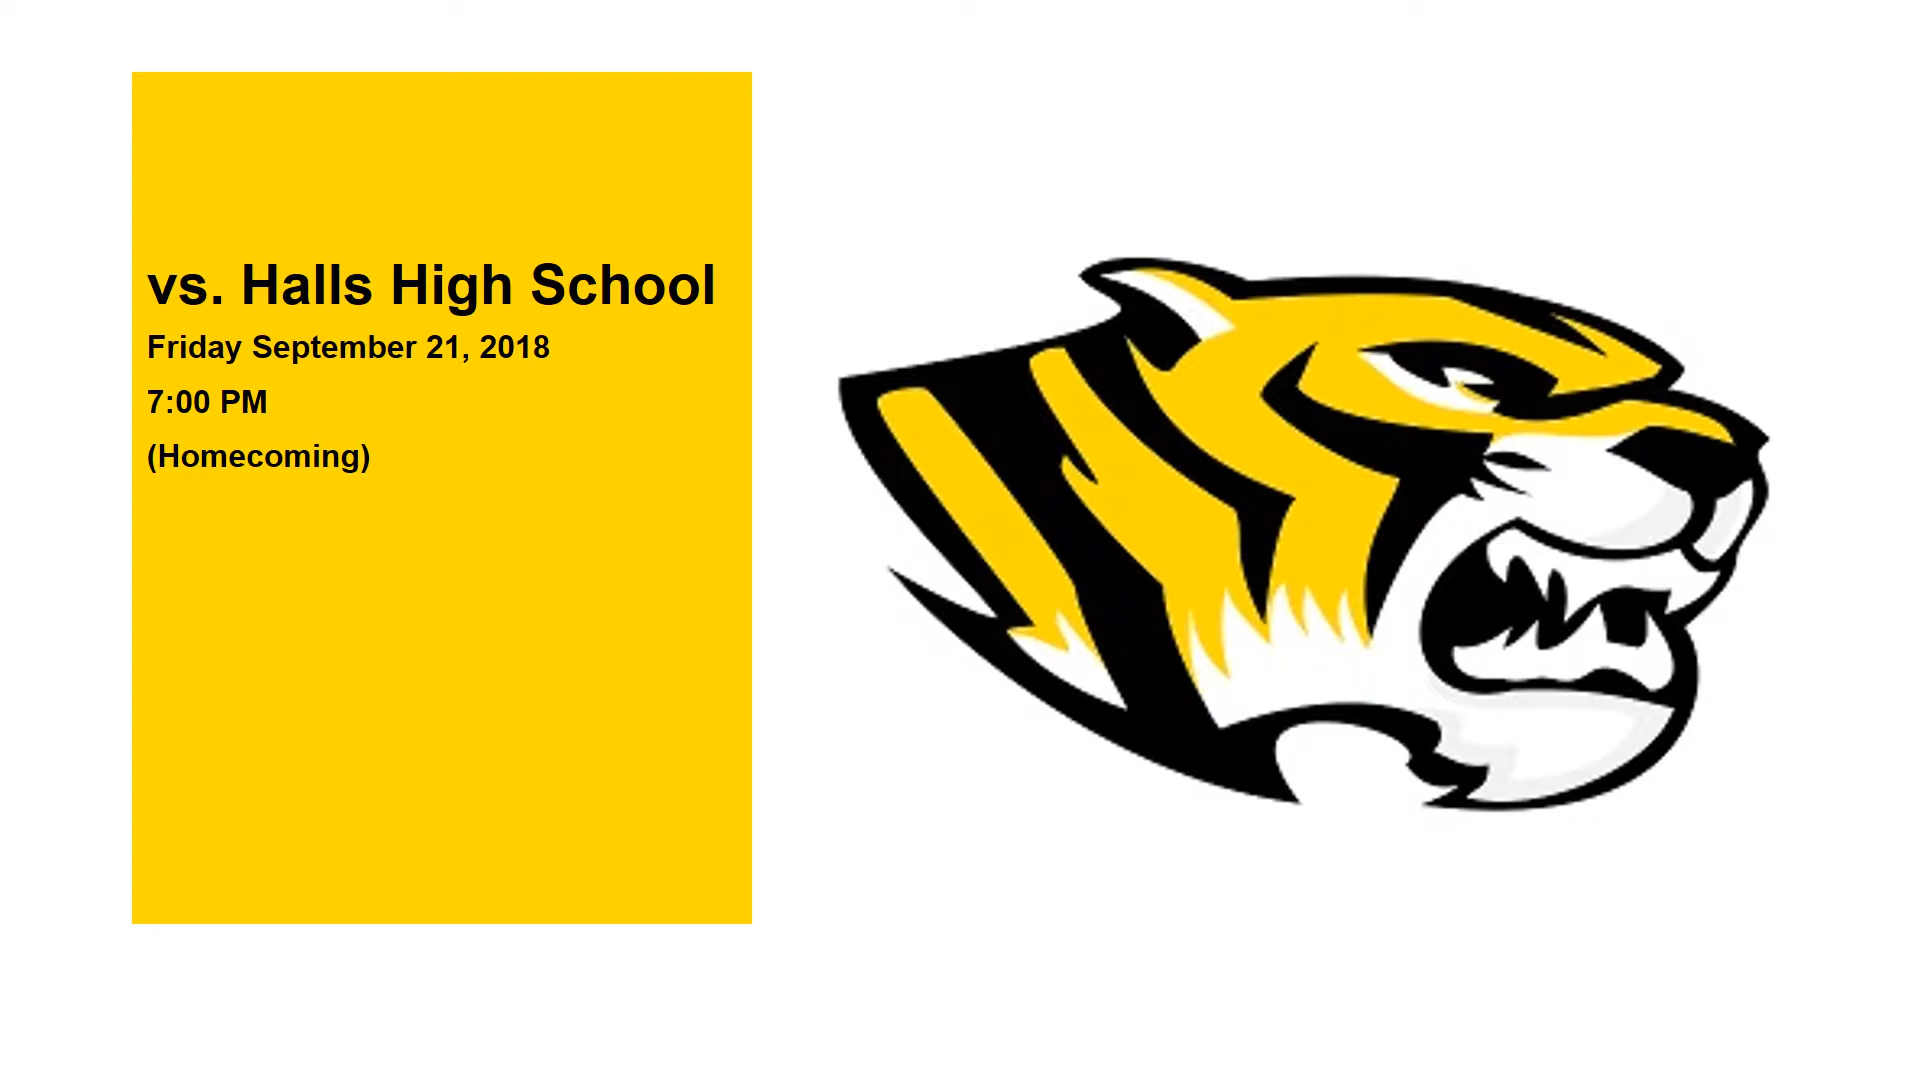 vs. Halls High School
Friday September 21, 2018
7:00 PM
(Homecoming)